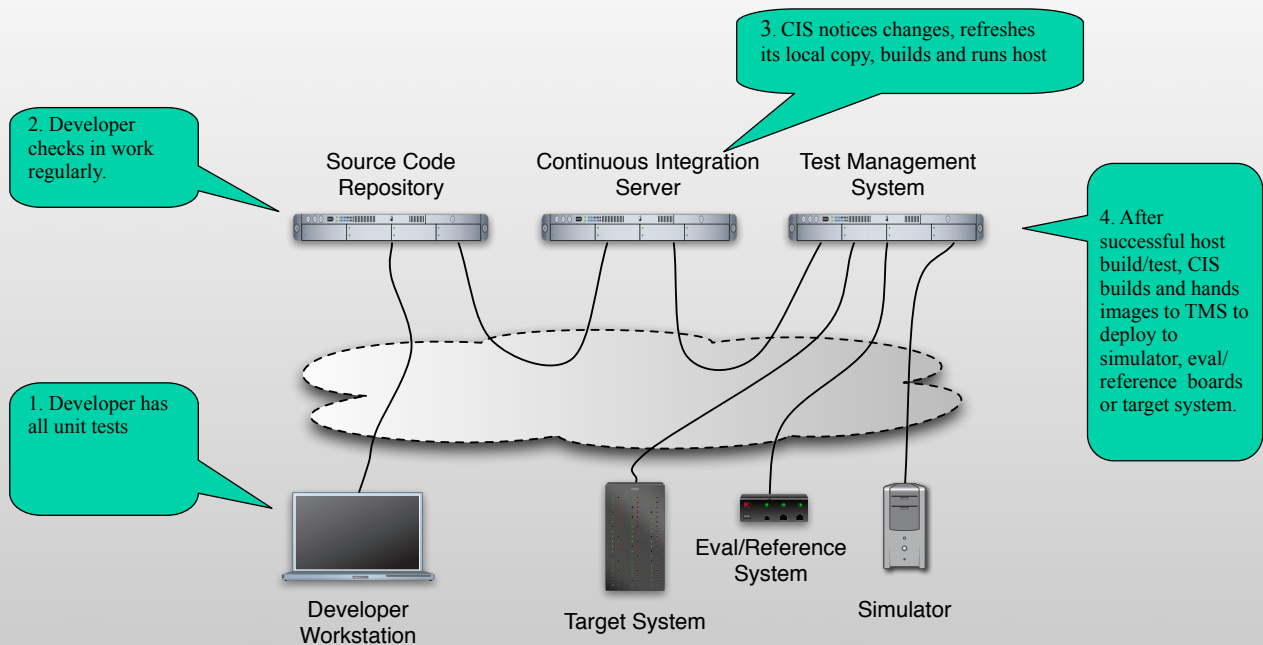 3. CIS notices changes, refreshes
its local copy, builds and runs host
2. Developer
checks in work
regularly.
Source Code
Repository
Continuous Integration
Server
Test Management
System
4. After
successful host
build/test, CIS
builds and hands
images to TMS to
deploy to
simulator, eval/
reference boards
or target system.
1. Developer has
all unit tests
Developer
Workstation
Target System
Eval/Reference
System
Simulator